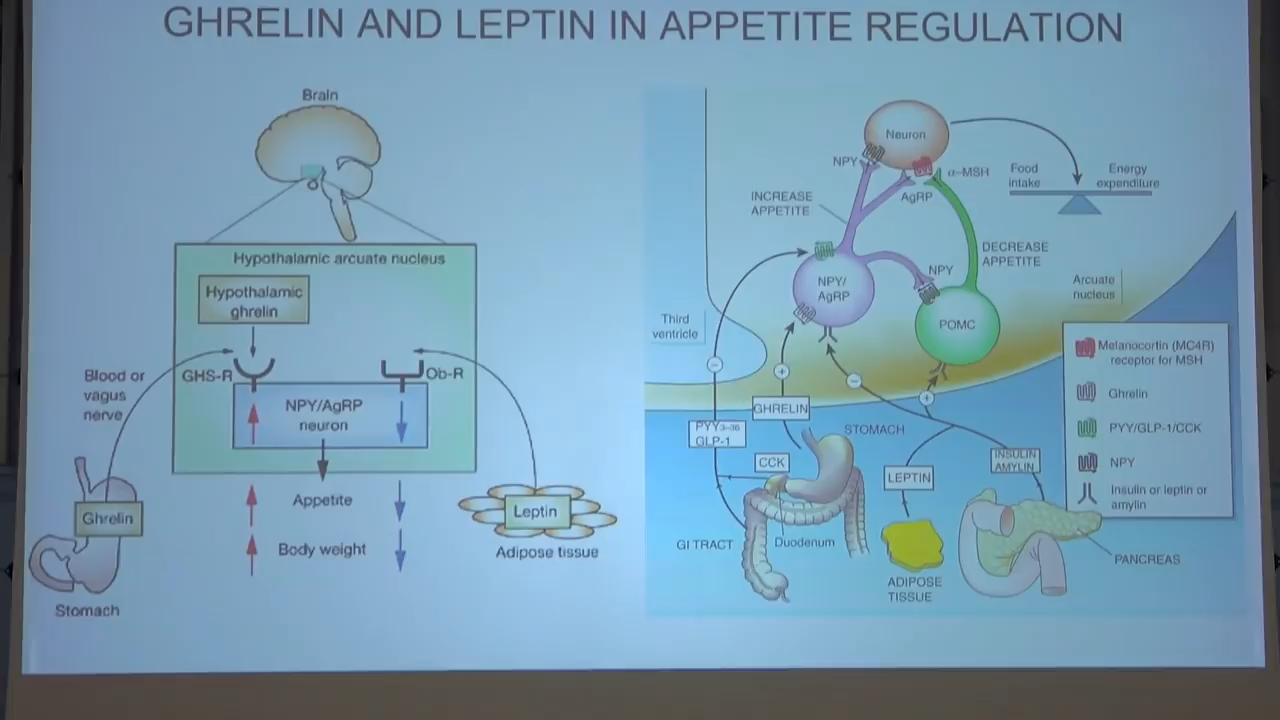 GHRELIN AND LEPTIN IN APPETITE REGULATION
Brain
Hypothalamic arcuate nucleus
Hypothalamic
ghrelin
GHS-R
Ob-R
Blood or
vagus
nerve
NPY/AgRP
neuron
Appetite
Body weight
Ghrelin
Stomach
Leptin
Adipose tissue
Neuron
NPY
α-MSH
AgRP
Food
intake
Energy
expenditure
INCREASE
APPETITE
DECREASE
APPETITE
NPY/
AgRP
NPY
POMC
Arcuate
nucleus
Third
ventricle
−
+
−
+
PYY3-36
GLP-1
GHRELIN
STOMACH
CCK
LEPTIN
INSULIN
AMYLIN
GI TRACT
Duodenum
ADIPOSE
TISSUE
PANCREAS
Melanocortin (MC4R)
receptor for MSH
Ghrelin
PYY/GLP-1/CCK
NPY
Insulin or leptin or
amylin